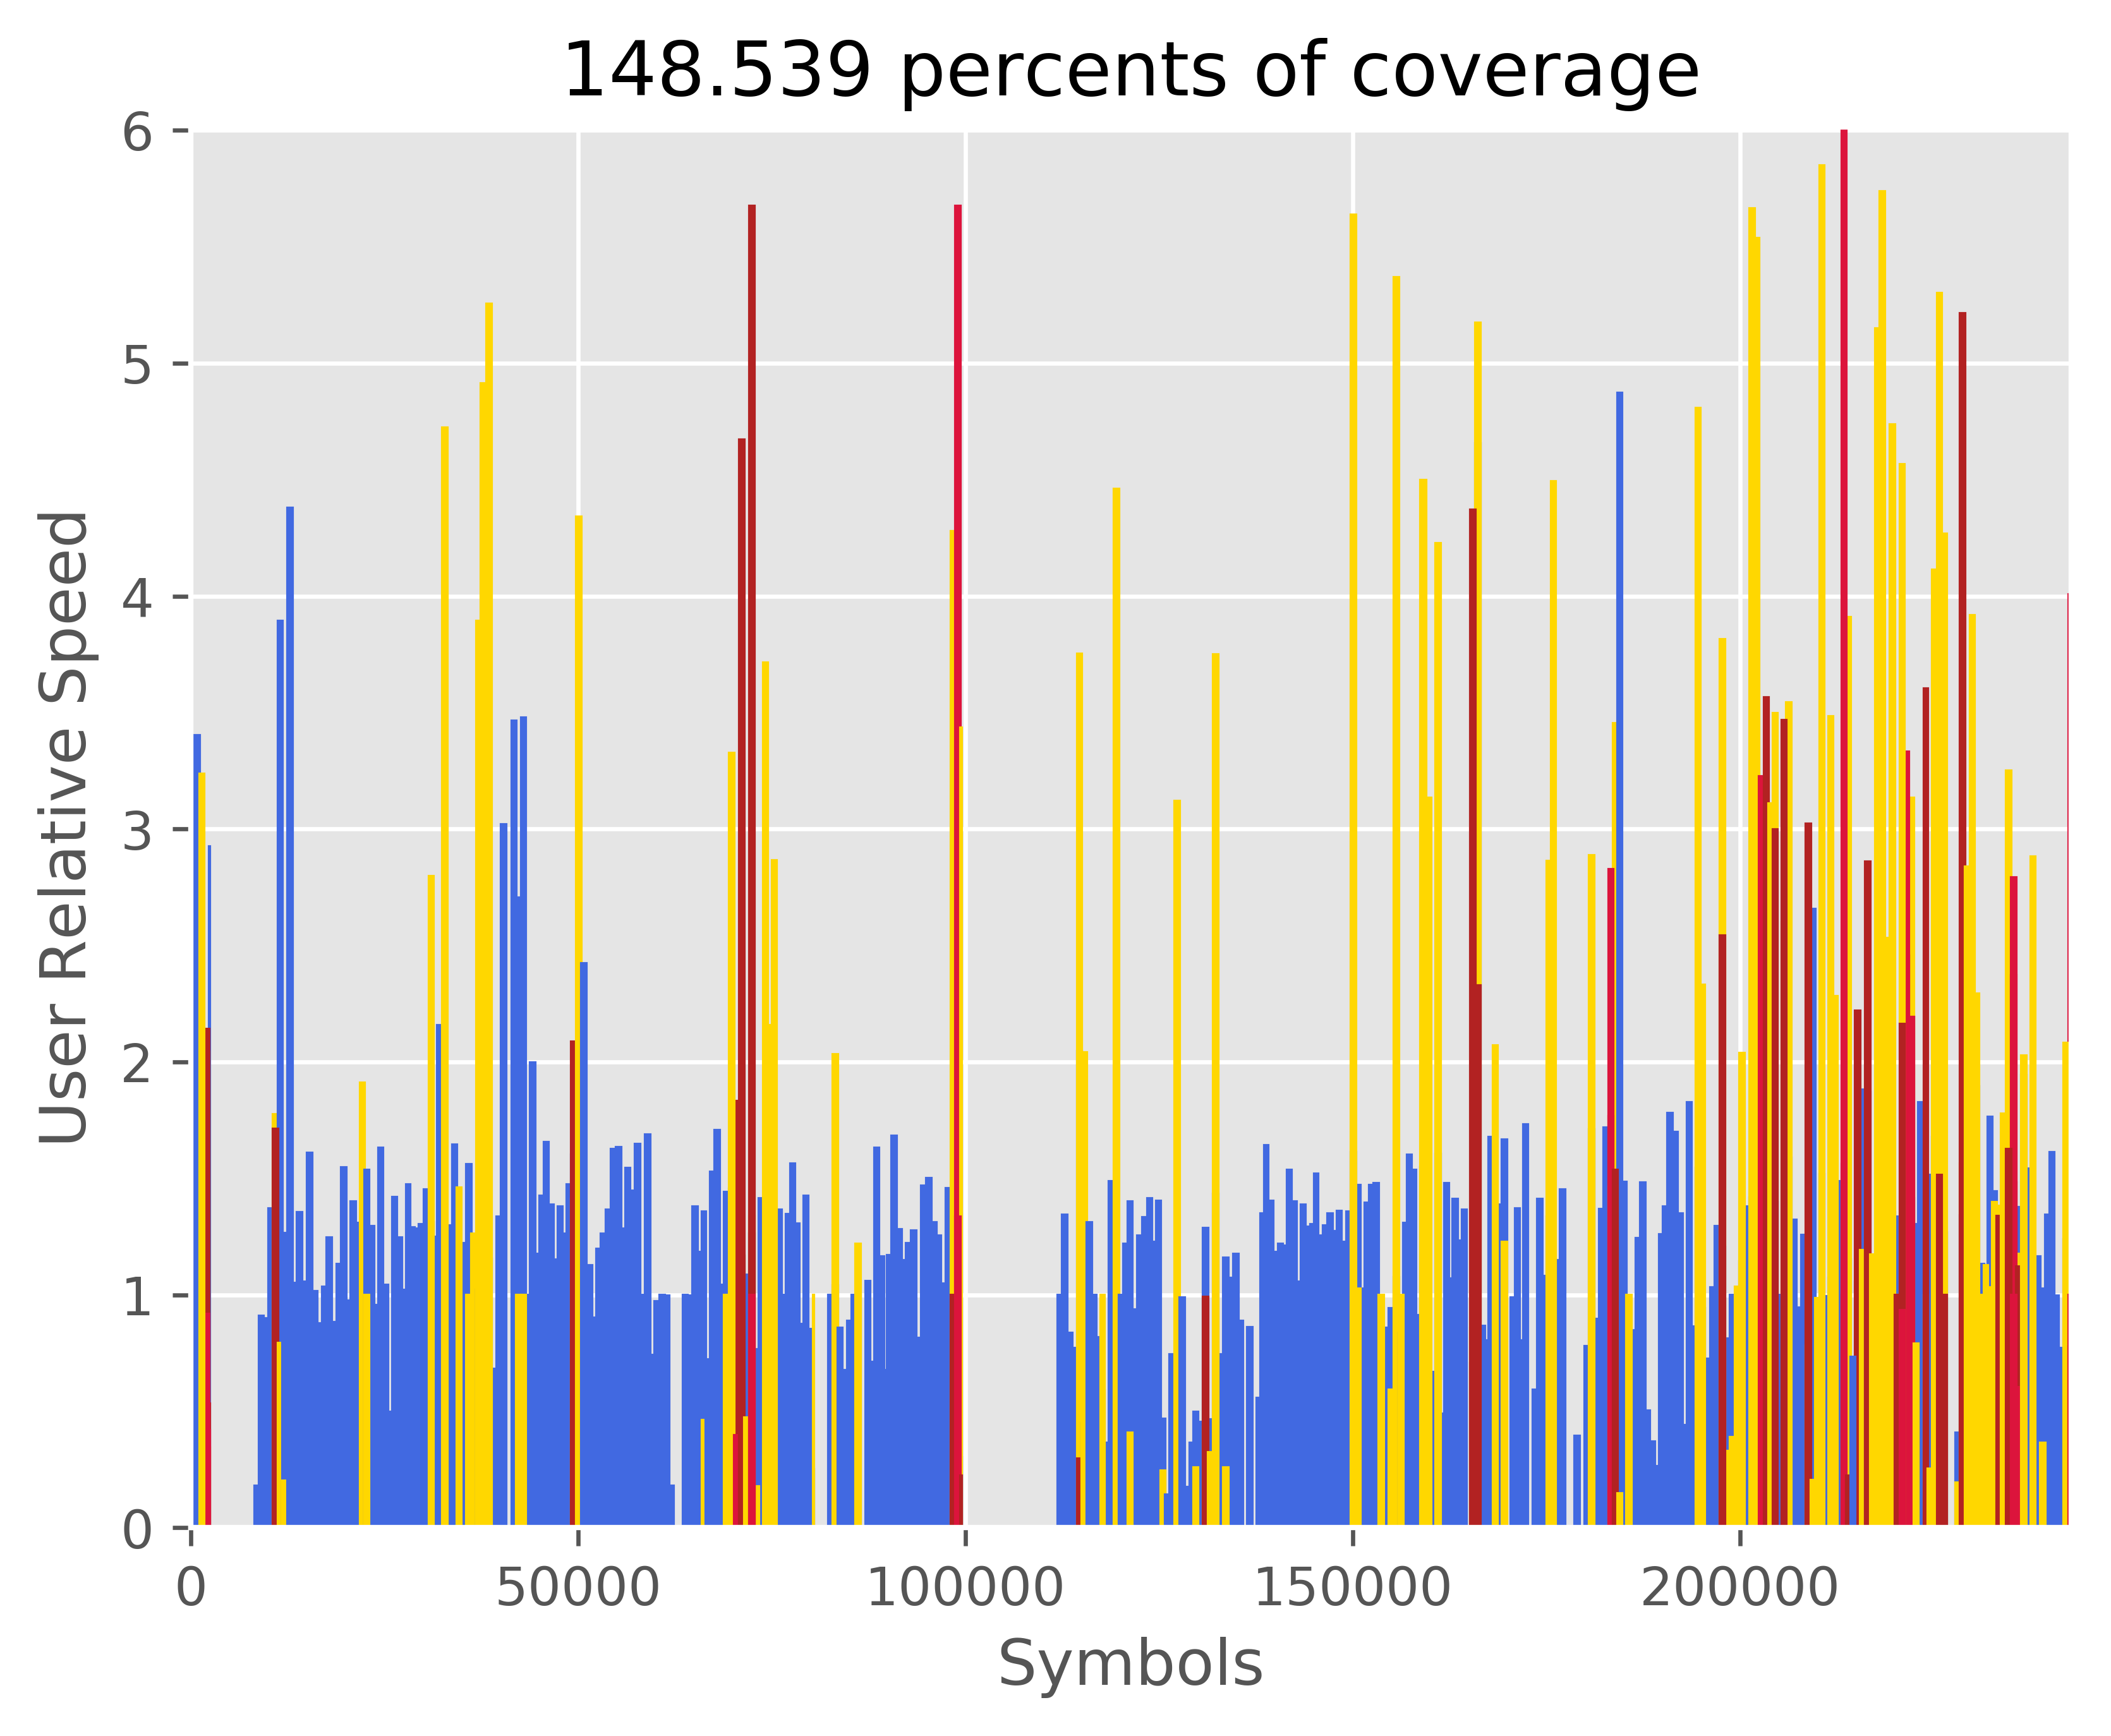 148.539 percents of coverage
6
5
4
3
2
1
0
User Relative Speed
0 50000 100000 150000 200000
Symbols